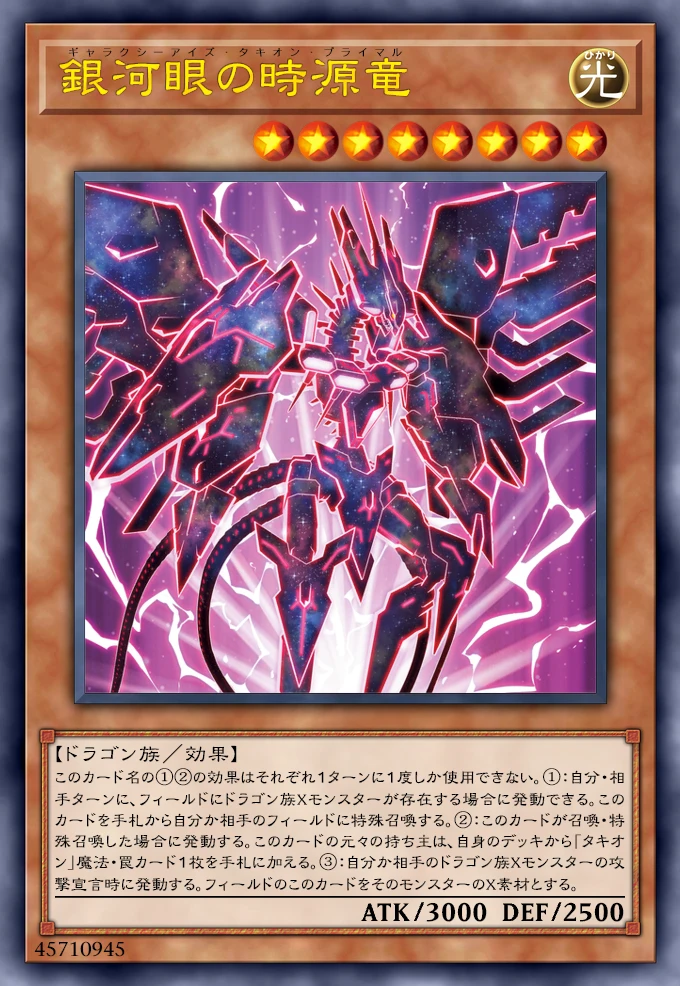 ギャラクシーアイズ・タキオン・プライマル
銀河眼の時源竜
ひかり
光
【ドラゴン族／効果】
このカード名の①②の効果はそれぞれ1ターンに1度しか使用できない。①：自分・相
手ターンに、フィールドにドラゴン族Xモンスターが存在する場合に発動できる。この
カードを手札から自分か相手のフィールドに特殊召喚する。②：このカードが召喚・特
殊召喚した場合に発動する。このカードの元々の持ち主は、自身のデッキから「タキオ
ン」魔法・罠カード1枚を手札に加える。③：自分か相手のドラゴン族Xモンスターの攻
撃宣言時に発動する。フィールドのこのカードをそのモンスターのX素材とする。
ATK/3000 DEF/2500
45710945